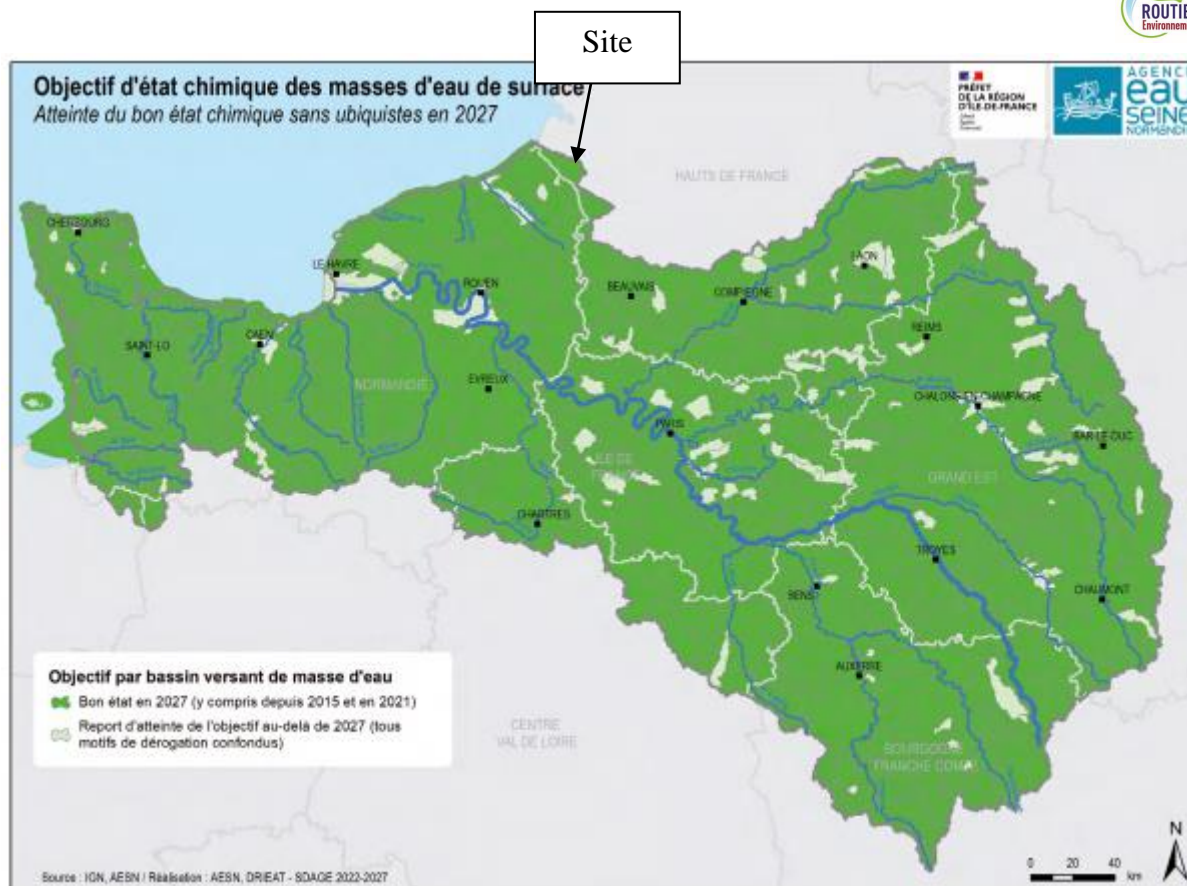 ROUTIE
Environnem
Site
Objectif d'état chimique des masses d'eau de surface
Atteinte du bon état chimique sans ubiquistes en 2027
PRÉFET
DE LA RÉGION
D'ÎLE-DE-FRANCE
AGENCE
eau
SEINE
NORMANDIE
HAUTS DE FRANCE
CHERBOURG
LE HAVRE
ROUEN
BEAUVAIS
COMPIEGNE
LAON
REIMS
SAINT-LO
CAEN
NORMANDIE
EVREUX
PARIS
CHALONS-EN-CHAMPAGNE
BAR-LE-DUC
ILE DE
GRAND EST
CHARTRES
TROYES
SENS
CHAUMONT
AUXERRE
Objectif par bassin versant de masse d'eau
Bon état en 2027 (y compris depuis 2015 et en 2021)
Report d'atteinte de l'objectif au-delà de 2027 (tous
motifs de dérogation confondus)
CENTRE
VAL DE LOIRE
BOURGOGNE
FRANCHE COMTE
N
0 20 40
km
Source : IGN, AESN / Réalisation : AESN, DRIEAT - SDAGE 2022-2027